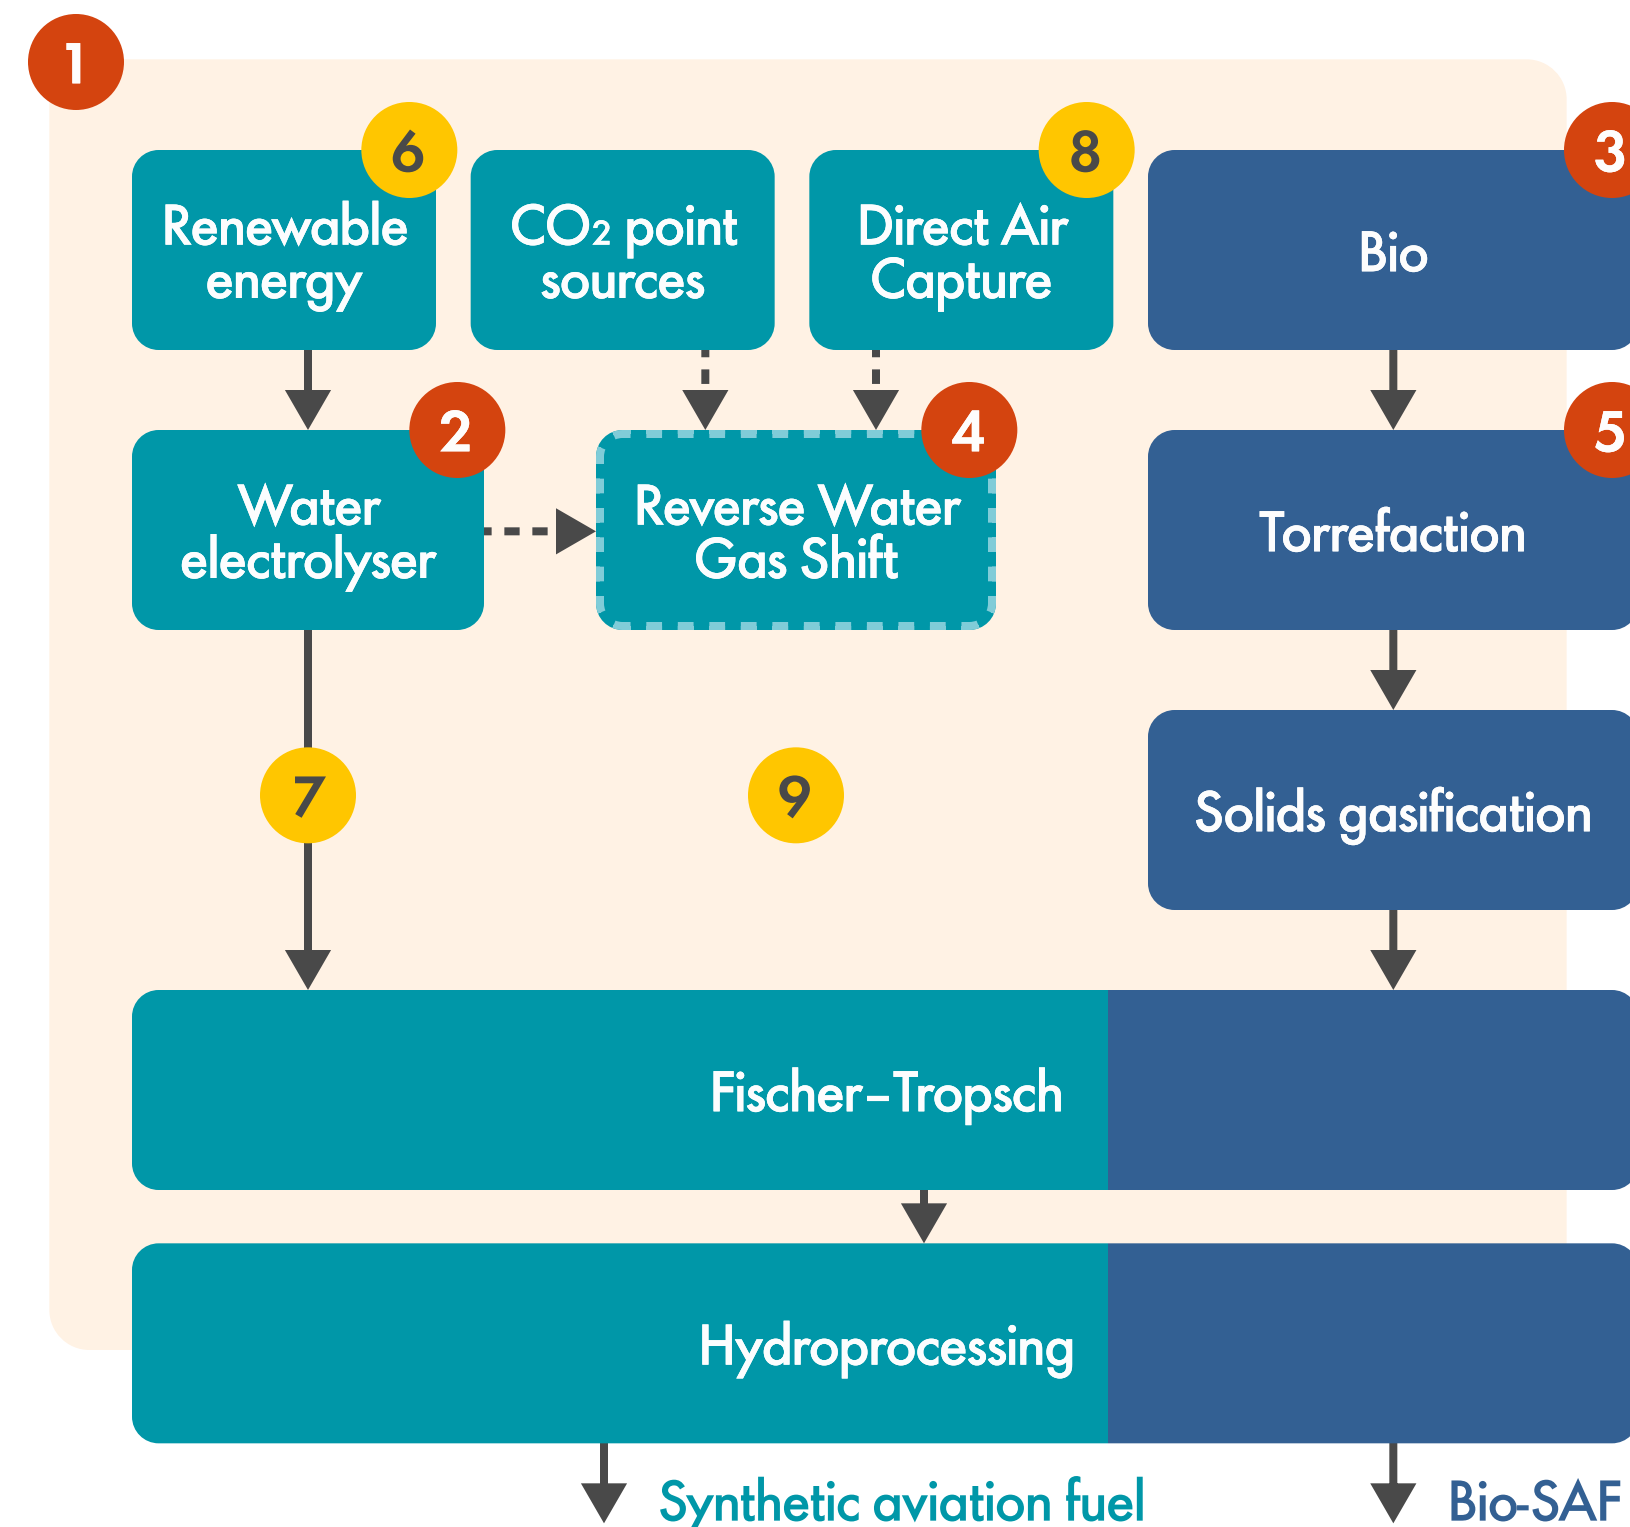 1
6
Renewable
energy
CO₂ point
sources
8
Direct Air
Capture
3
Bio
2
Water
electrolyser
4
Reverse Water
Gas Shift
5
Torrefaction
7
9
Solids gasification
Fischer–Tropsch
Hydroprocessing
Synthetic aviation fuel
Bio-SAF